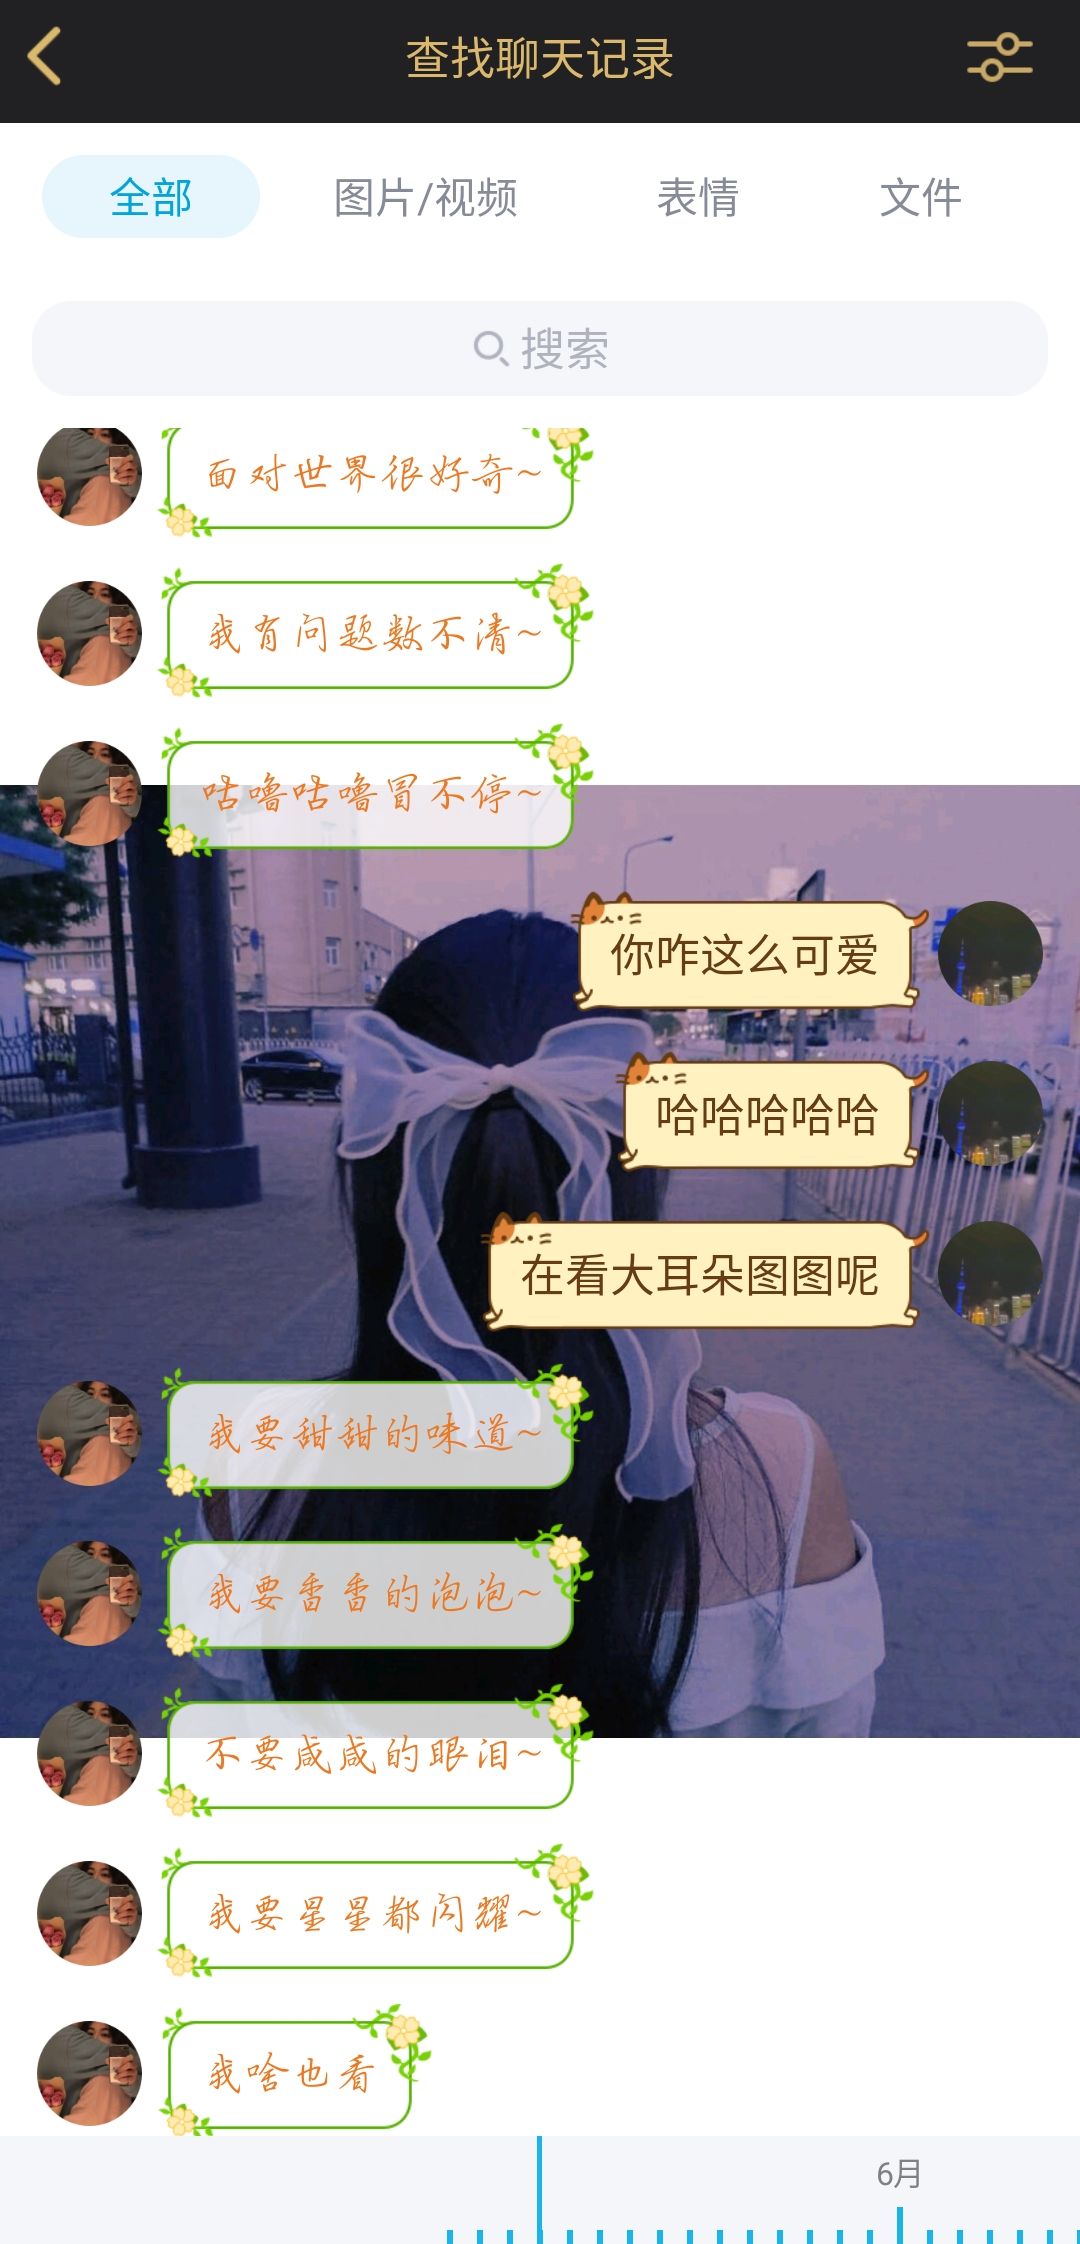 查找聊天记录
全部 图片/视频 表情 文件
搜索
面对世界很好奇~
我有问题数不清~
咕噜咕噜冒不停~
你咋这么可爱
哈哈哈哈哈
在看大耳朵图图呢
我要甜甜的味道~
我要香香的泡泡~
不要咸咸的眼泪~
我要星星都闪耀~
我啥也看
6月